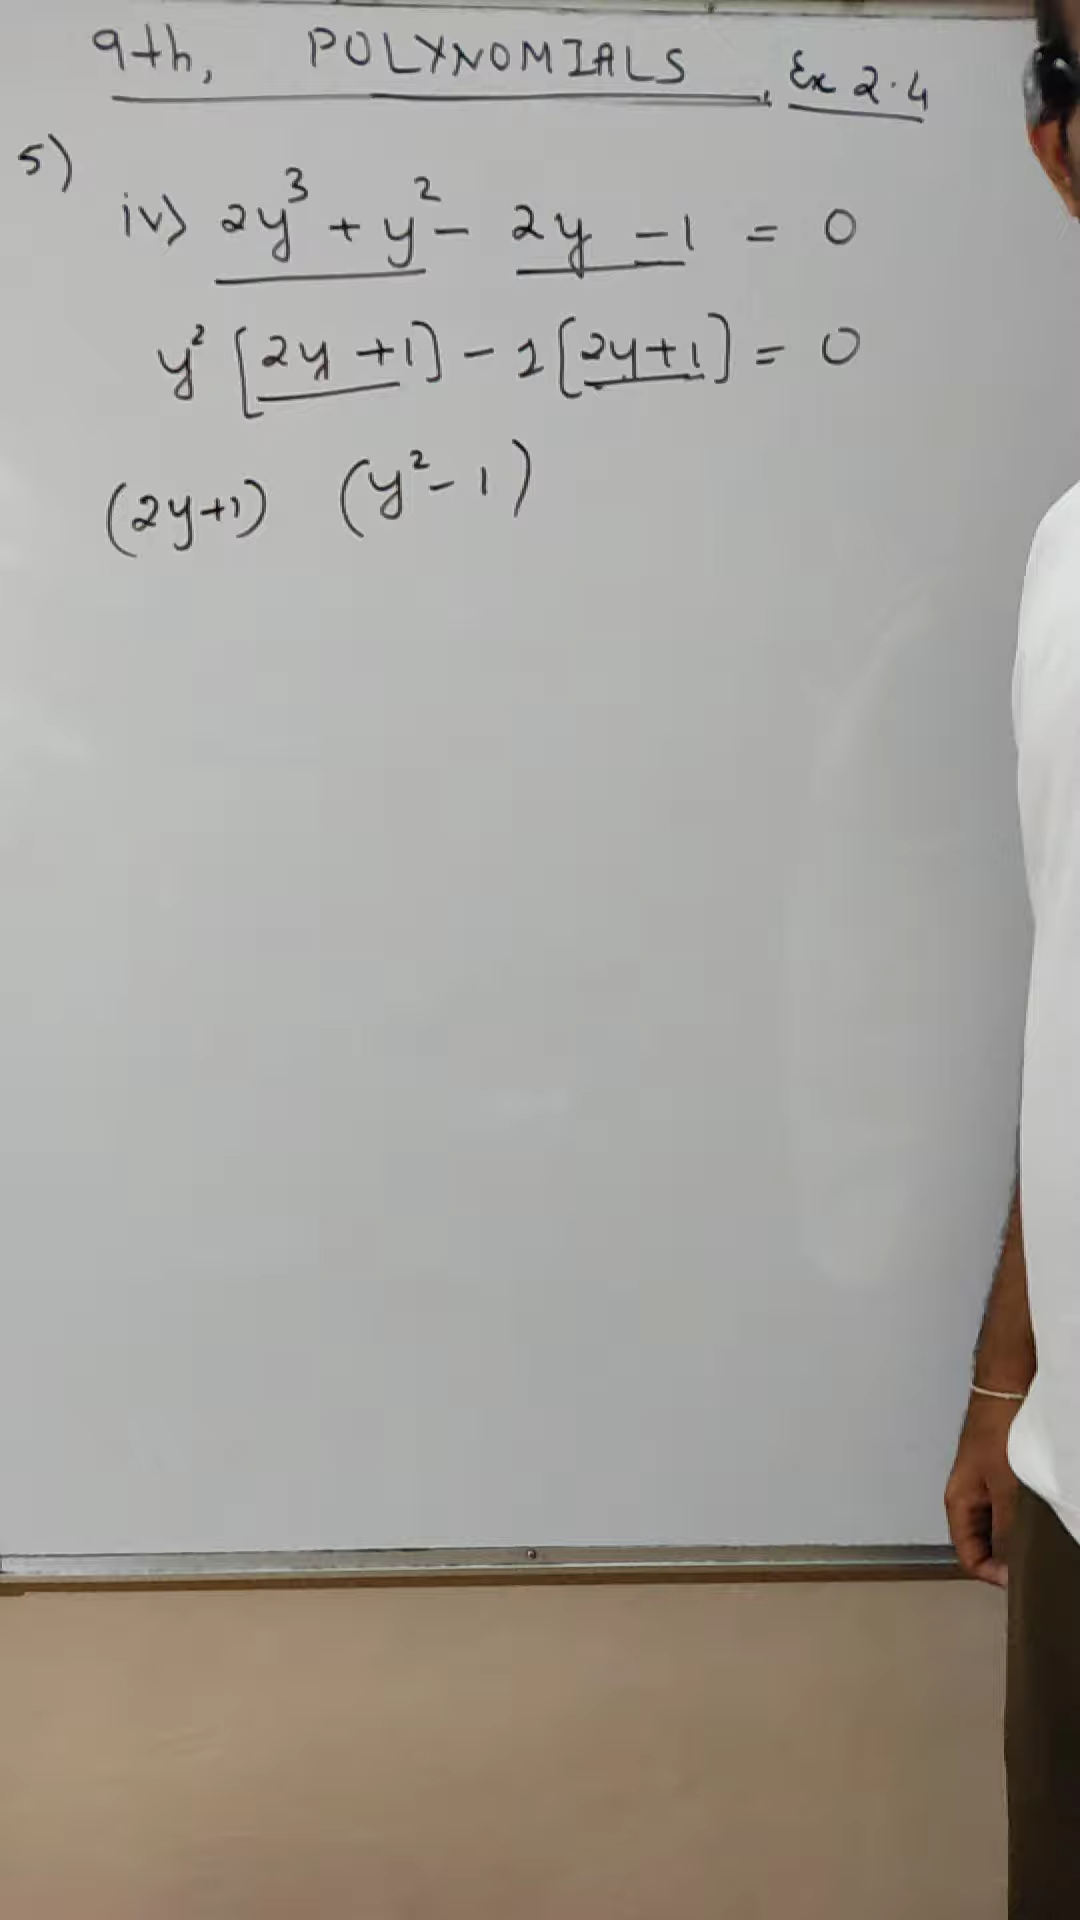 9th, POLYNOMIALS, Ex 2.4
5)
iv) 2y³ + y² - 2y - 1 = 0
y² [2y + 1] - 1 [2y + 1] = 0
(2y+1) (y² - 1)